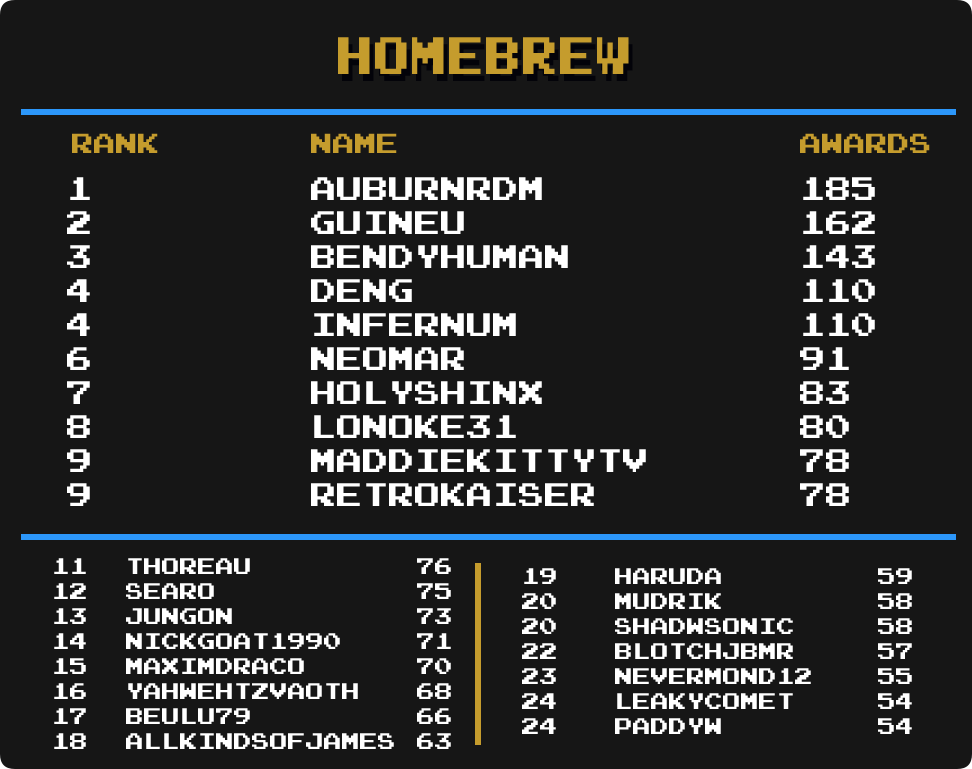 HOMEBREW
RANK NAME AWARDS
1 AUBURNRDM 185
2 GUINEU 162
3 BENDYHUMAN 143
4 DENG 110
4 INFERNUM 110
6 NEOMAR 91
7 HOLYSHINX 83
8 LONOKE31 80
9 MADDIEKITTYTV 78
9 RETROKAISER 78
11 THOREAU 76
12 SEARO 75
13 JUNGON 73
14 NICKGOAT1990 71
15 MAXIMDRACO 70
16 YAHWEHTZVAOTH 68
17 BEULU79 66
18 ALLKINDSOFJAMES 63
19 HARUDA 59
20 MUDRIK 58
20 SHADWSONIC 58
22 BLOTCHJBMR 57
23 NEVERMOND12 55
24 LEAKYCOMET 54
24 PADDYW 54